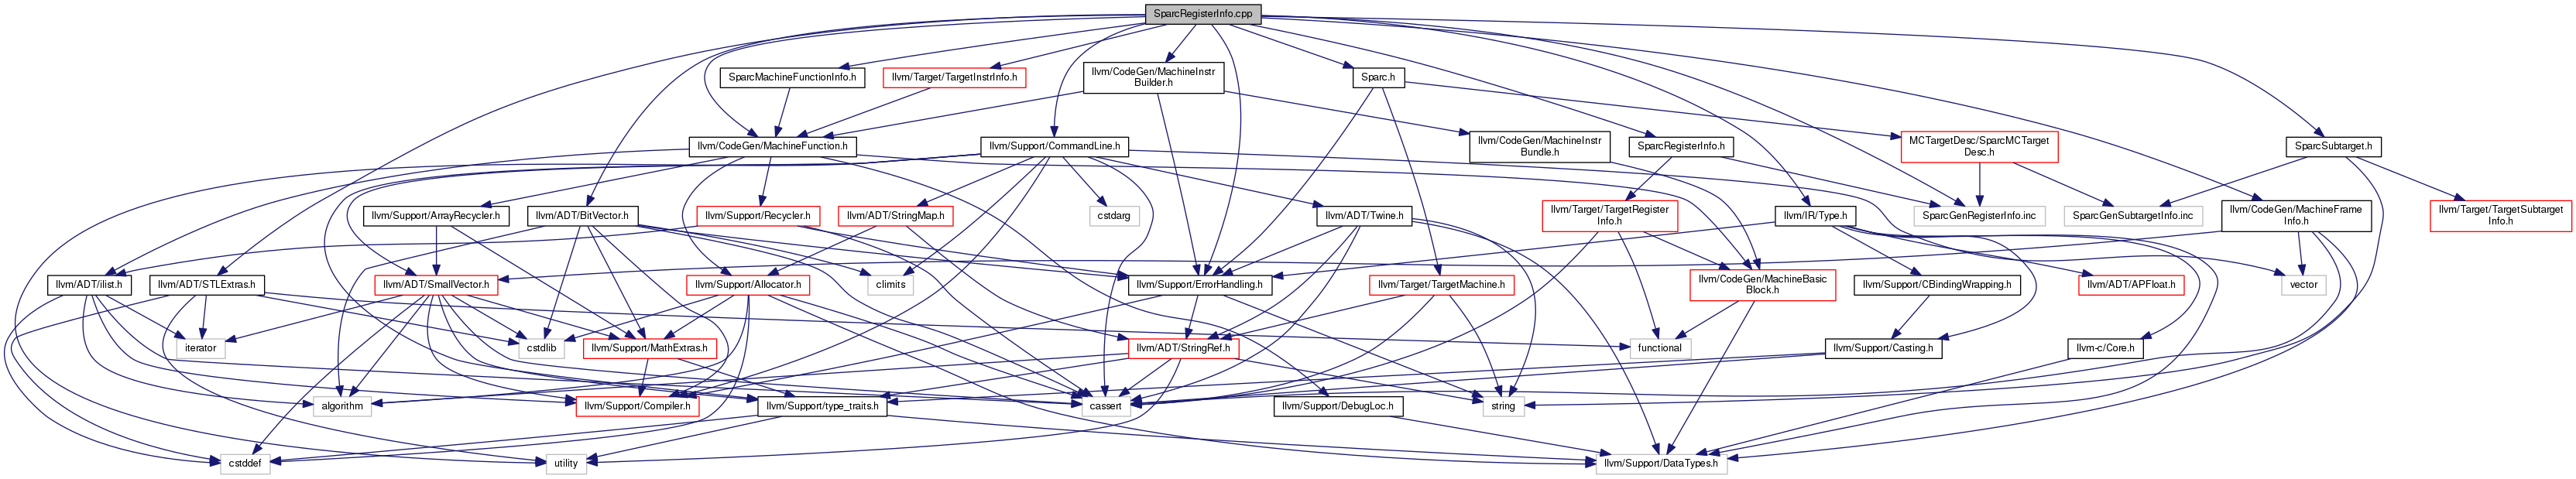 SparcRegisterInfo.cpp
SparcMachineFunctionInfo.h
llvm/Target/TargetInstrInfo.h
llvm/CodeGen/MachineInstr
Builder.h
Sparc.h
llvm/CodeGen/MachineFunction.h
llvm/Support/CommandLine.h
llvm/CodeGen/MachineInstr
Bundle.h
SparcRegisterInfo.h
MCTargetDesc/SparcMCTarget
Desc.h
SparcSubtarget.h
llvm/Support/ArrayRecycler.h
llvm/ADT/BitVector.h
llvm/Support/Recycler.h
llvm/ADT/StringMap.h
cstdarg
llvm/ADT/Twine.h
llvm/Target/TargetRegister
Info.h
llvm/IR/Type.h
SparcGenRegisterInfo.inc
SparcGenSubtargetInfo.inc
llvm/CodeGen/MachineFrame
Info.h
llvm/Target/TargetSubtarget
Info.h
llvm/ADT/ilist.h
llvm/ADT/STLExtras.h
llvm/ADT/SmallVector.h
llvm/Support/Allocator.h
climits
llvm/Support/ErrorHandling.h
llvm/Target/TargetMachine.h
llvm/CodeGen/MachineBasic
Block.h
llvm/Support/CBindingWrapping.h
llvm/ADT/APFloat.h
vector
iterator
cstdlib
llvm/Support/MathExtras.h
llvm/ADT/StringRef.h
functional
llvm/Support/Casting.h
llvm-c/Core.h
algorithm
llvm/Support/Compiler.h
llvm/Support/type_traits.h
cassert
llvm/Support/DebugLoc.h
string
cstddef
utility
llvm/Support/DataTypes.h